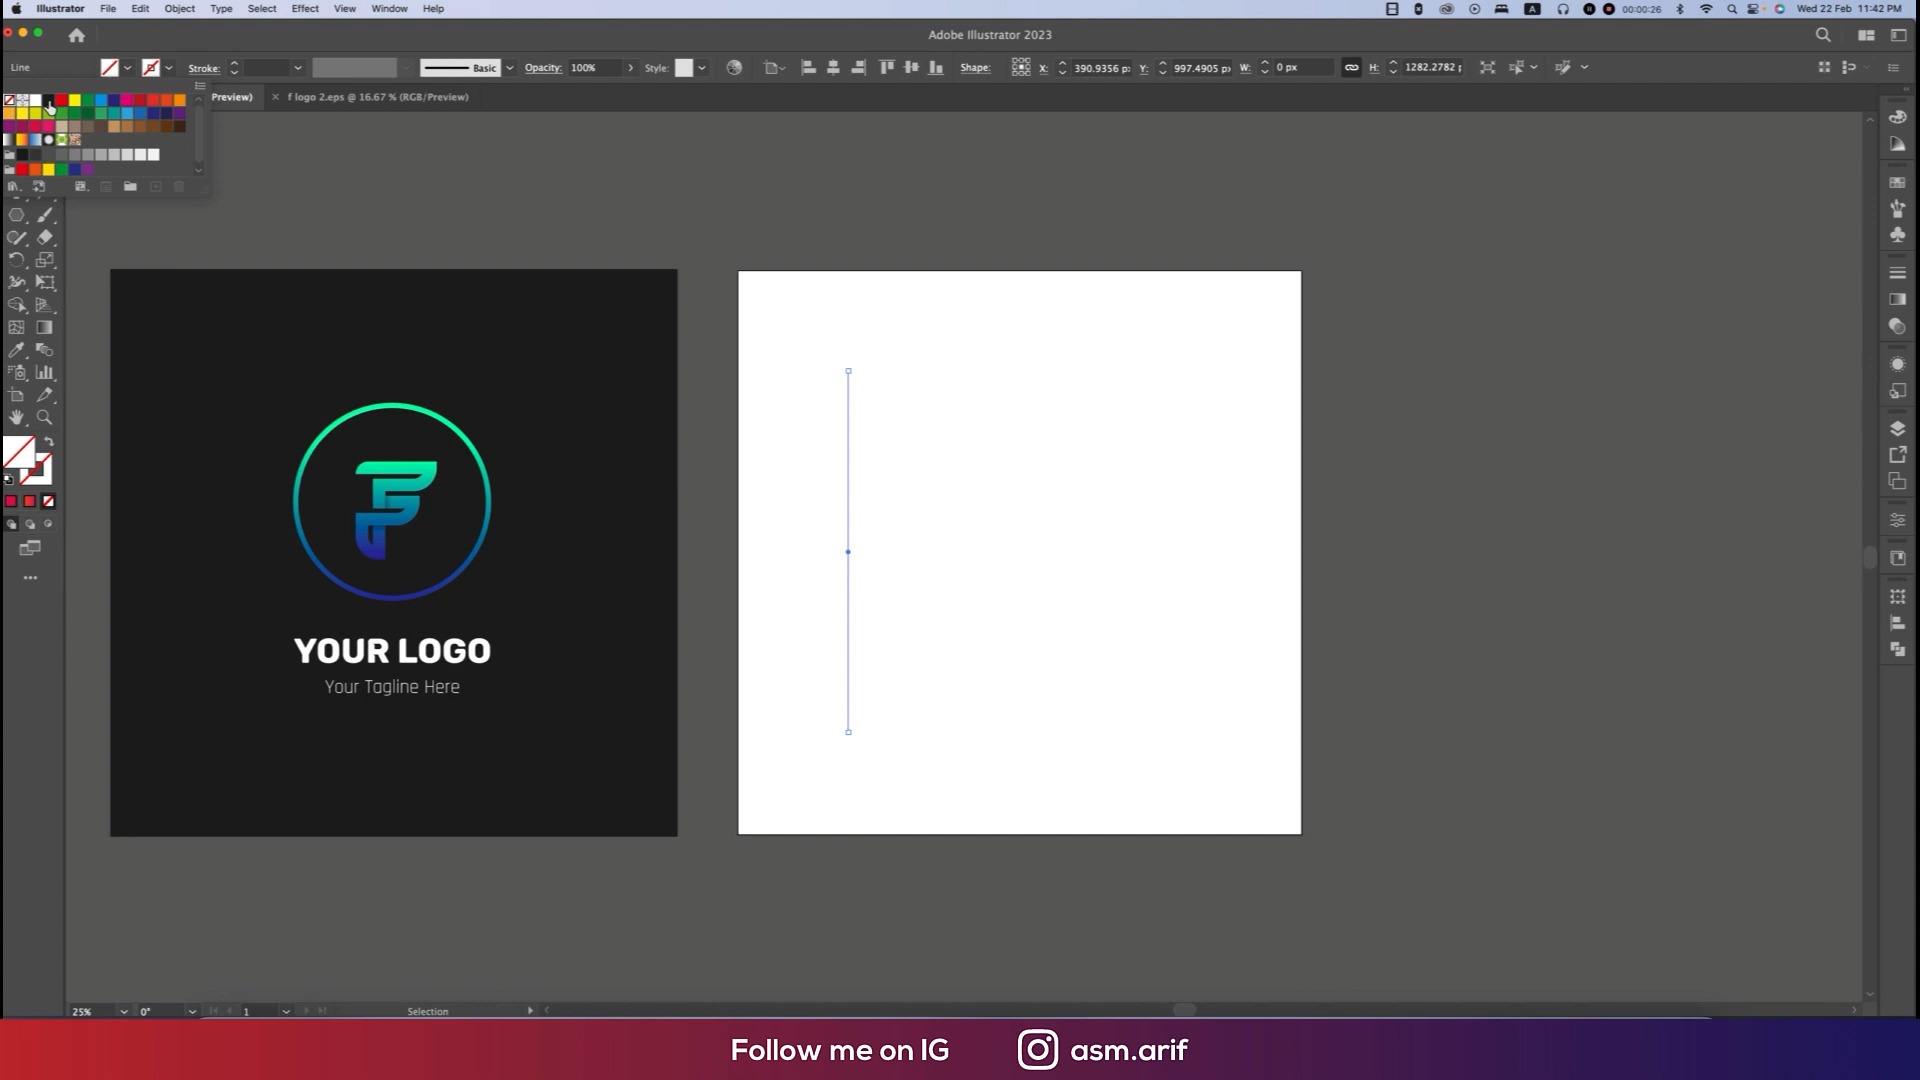 Illustrator File Edit Object Type Select Effect View Window Help
A 00:00:26 Wed 22 Feb 11:42 PM
Adobe Illustrator 2023
Line Stroke: Basic Opacity: 100% Style: Shape: X: 390.9356 Y: 997.4905 W: 0 px H: 1282.2782
Preview) × f logo 2.eps @ 16.67 % (RGB/Preview)
YOUR LOGO
Your Tagline Here
25% 0° 1 Selection
Follow me on IG asm.arif